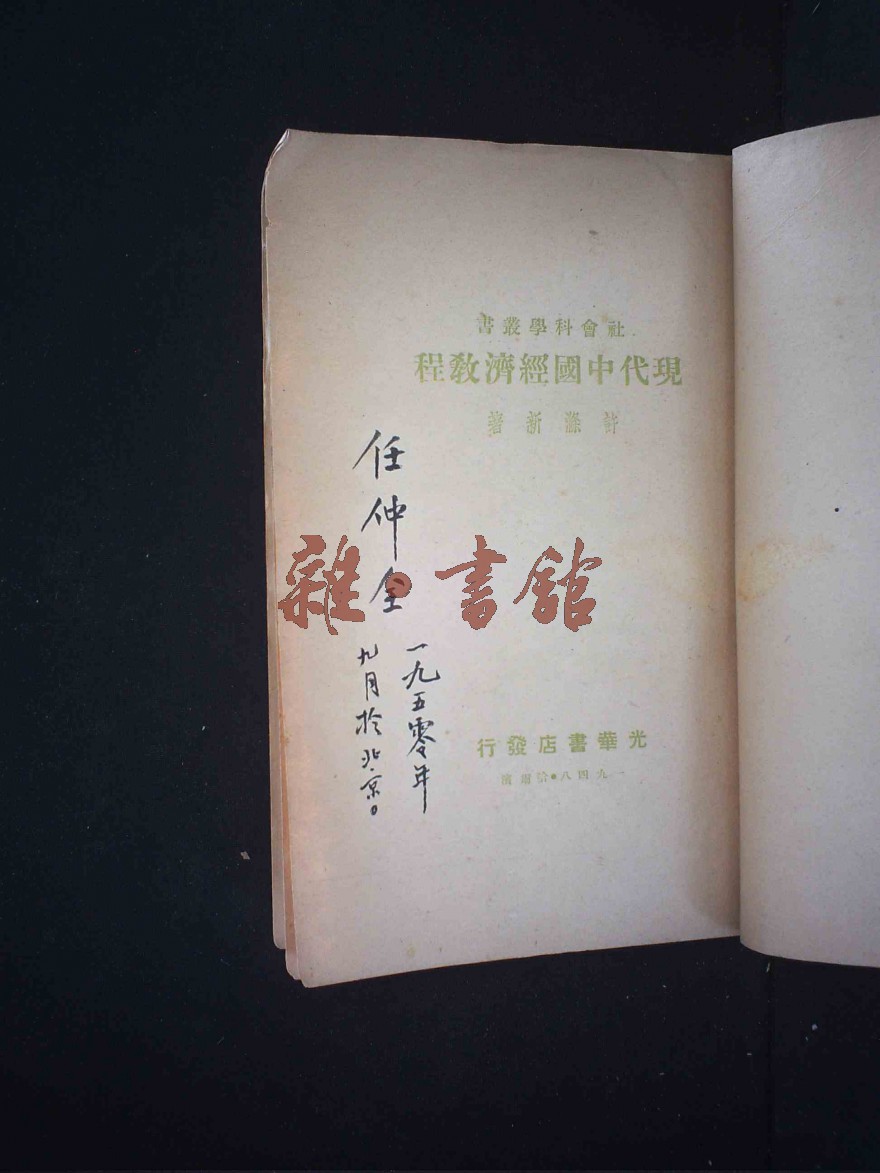 社會科學叢書
現代中國經濟教程
許滌新著
任仲全
雜·書館
一九五零年
九月於北京。
光華書店發行
一九四八•哈爾濱